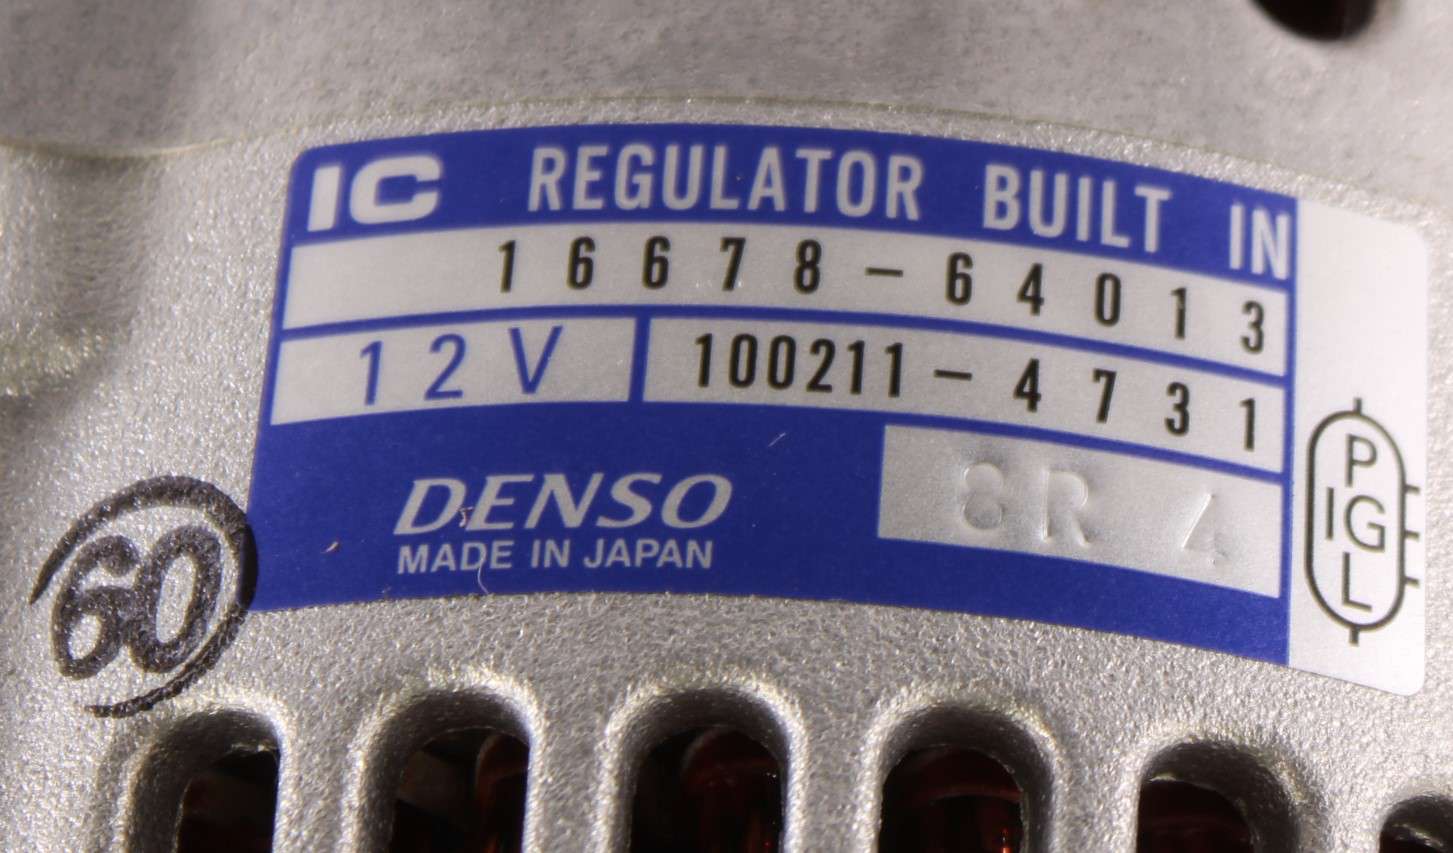 IC REGULATOR BUILT IN
16678-64013
12V 100211-4731
8R 4
DENSO
MADE IN JAPAN
P
IG
L
60